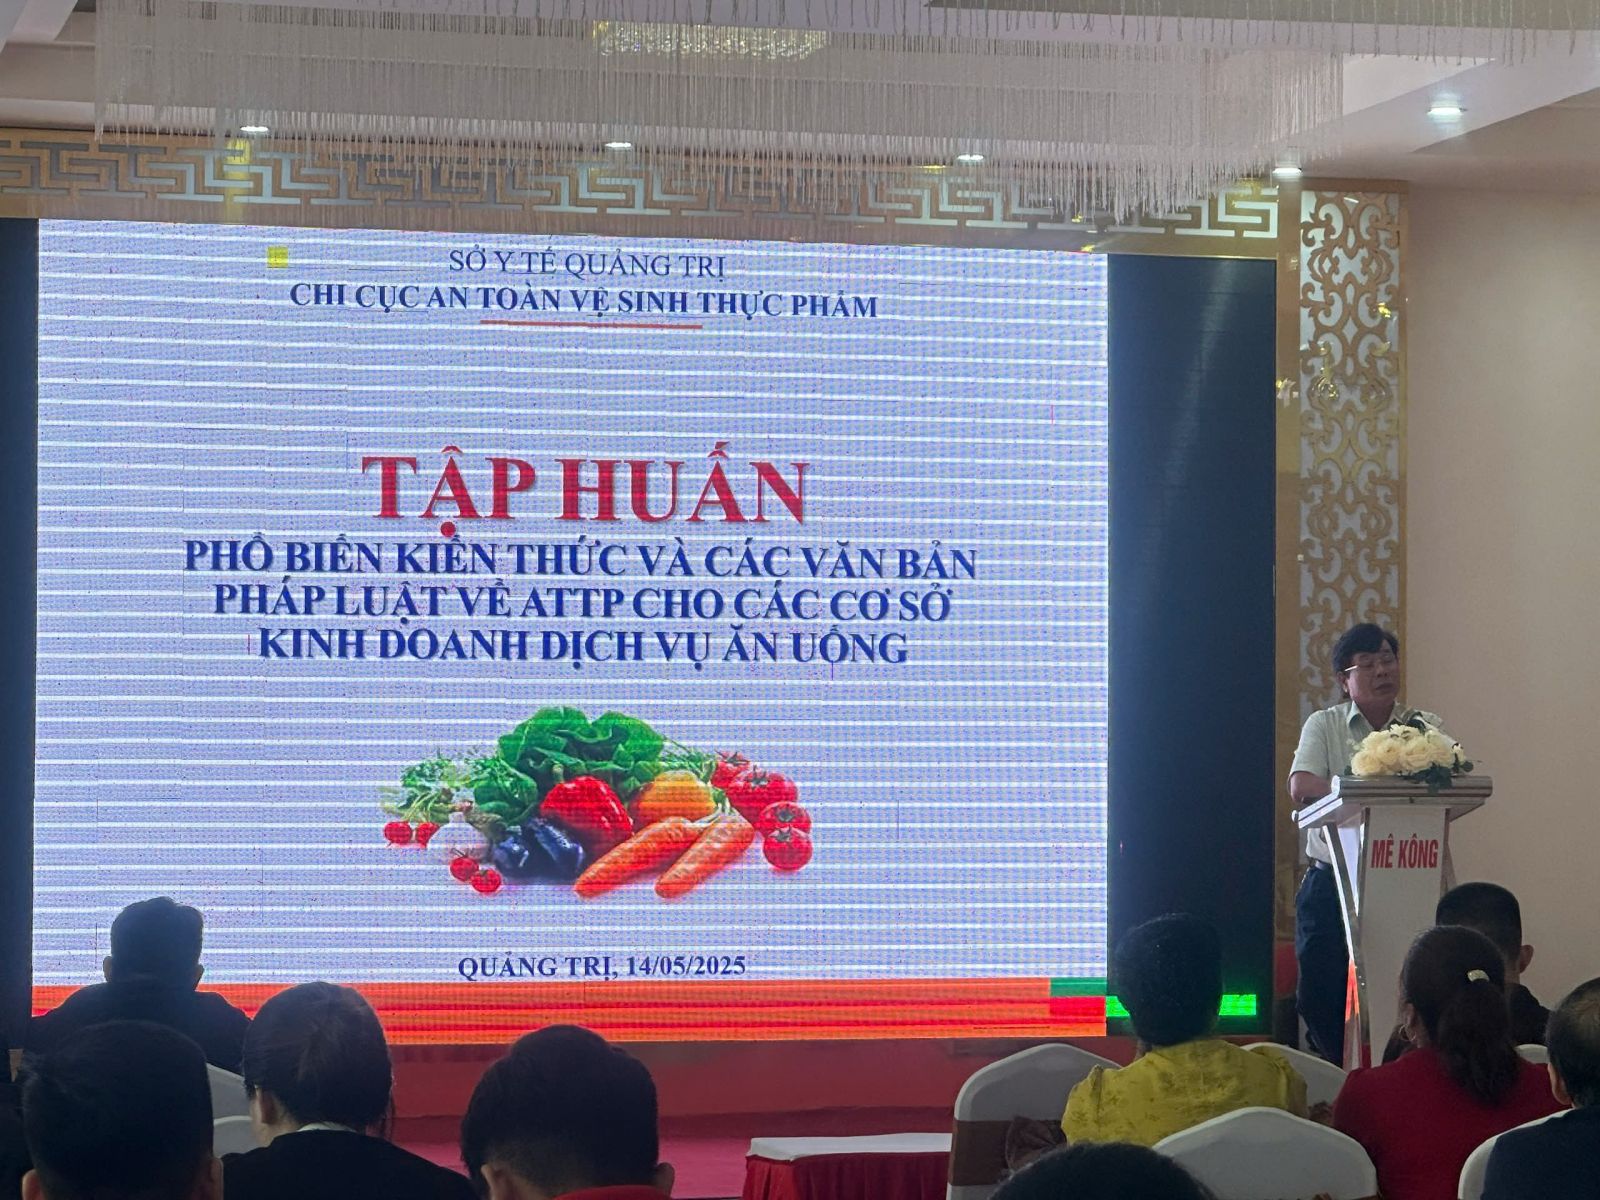 SỞ Y TẾ QUẢNG TRỊ
CHI CỤC AN TOÀN VỆ SINH THỰC PHẨM
TẬP HUẤN
PHỔ BIẾN KIẾN THỨC VÀ CÁC VĂN BẢN
PHÁP LUẬT VỀ ATTP CHO CÁC CƠ SỞ
KINH DOANH DỊCH VỤ ĂN UỐNG
QUẢNG TRỊ, 14/05/2025
MÊ KÔNG